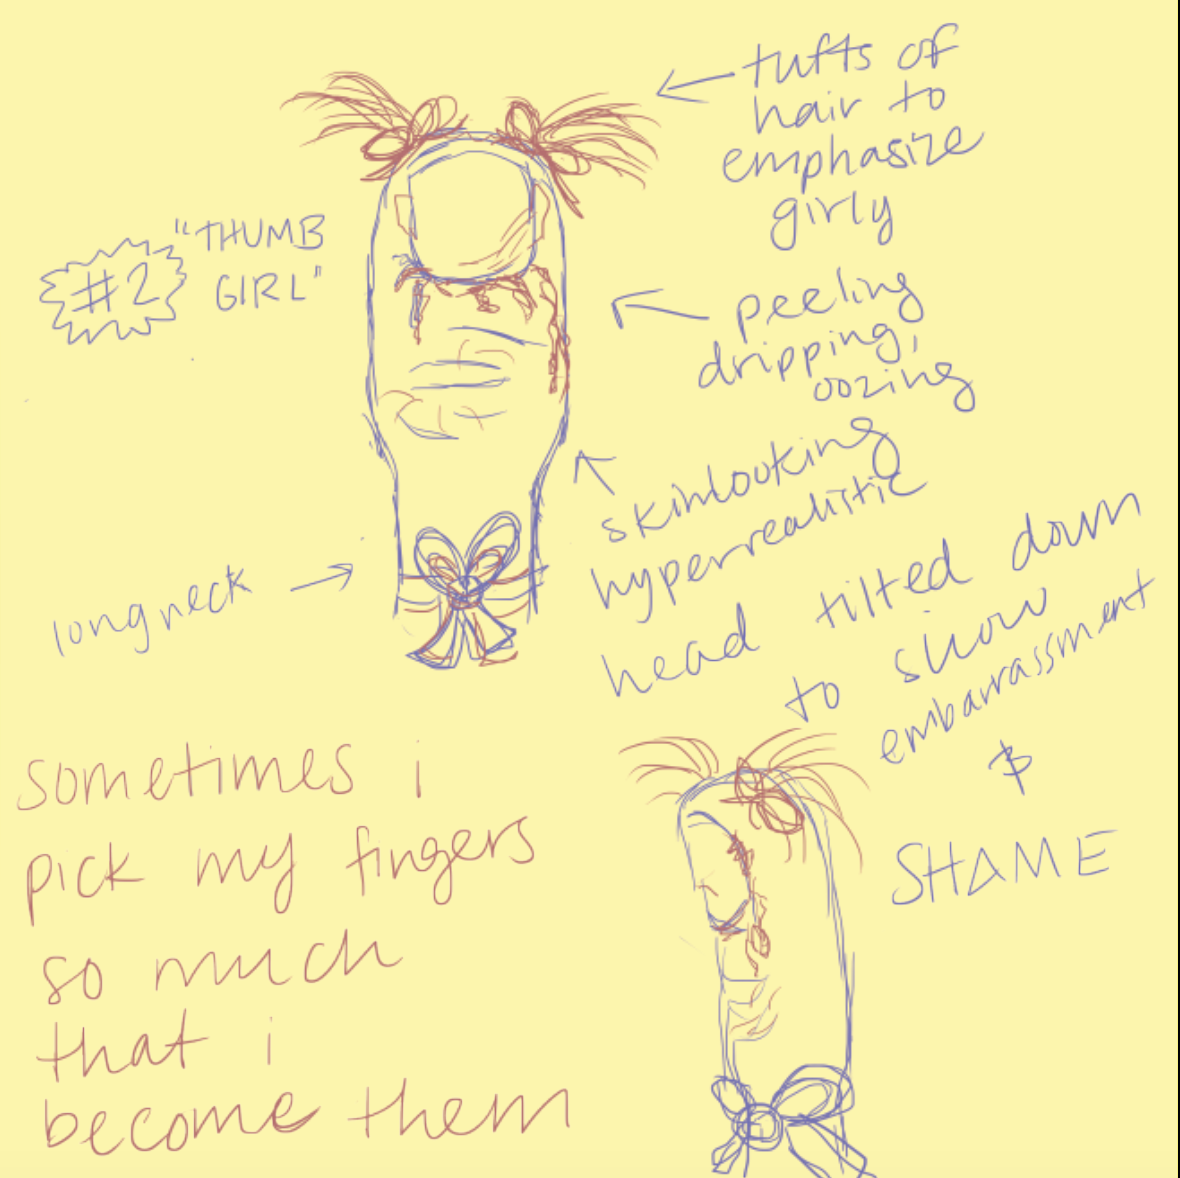 tufts of
hair to
emphasize
girly
#2
"THUMB
GIRL"
peeling
dripping,
oozing
skinlooking
hyperrealistic
long neck
head tilted down
to show
embarrassment
&
SHAME
sometimes i
pick my fingers
so much
that i
become them